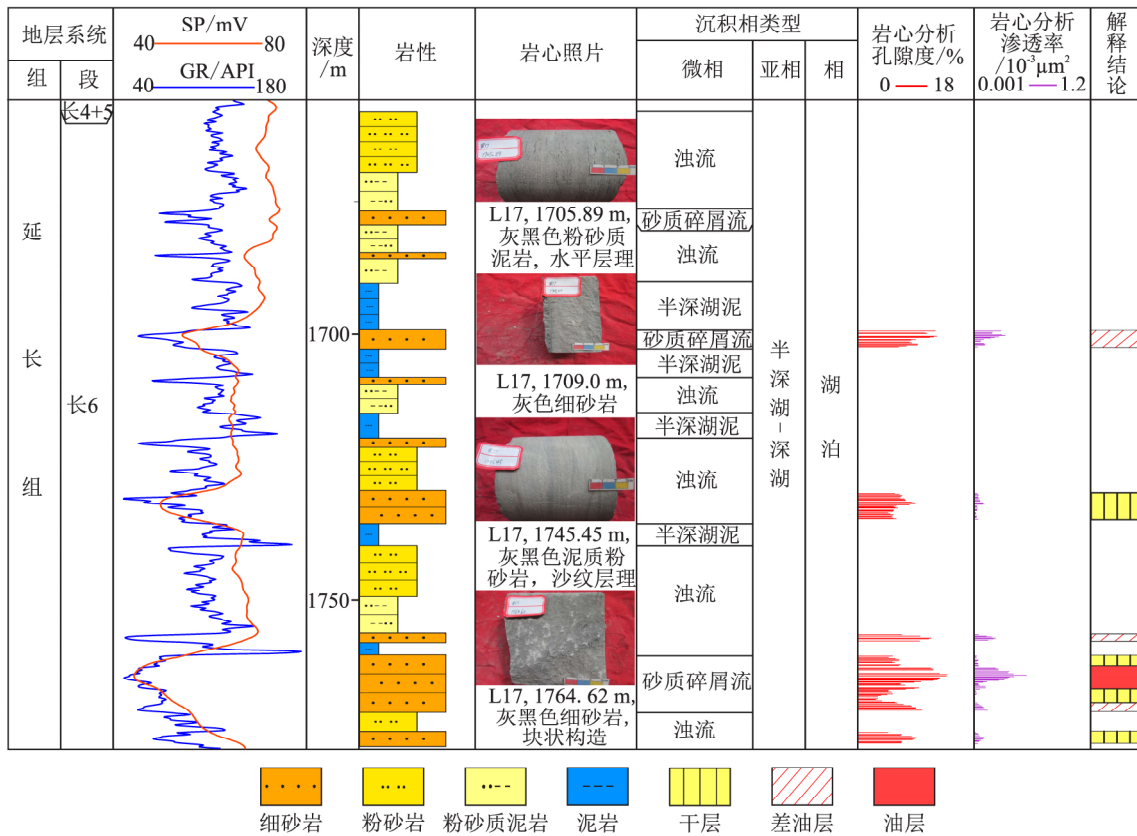 地层系统
组
段
SP/mV
40
80
GR/API
40
180
深度
/m
岩性
岩心照片
沉积相类型
微相
亚相
相
岩心分析
孔隙度/%
0
18
岩心分析
渗透率
/10⁻³μm²
0.001
1.2
解
释
结
论
延
长
组
长4+5
长6
1700
1750
L17, 1705.89 m,
灰黑色粉砂质
泥岩, 水平层理
L17, 1709.0 m,
灰色细砂岩
L17, 1745.45 m,
灰黑色泥质粉
砂岩, 沙纹层理
L17, 1764. 62 m,
灰黑色细砂岩,
块状构造
浊流
砂质碎屑流
浊流
半深湖泥
砂质碎屑流
半深湖泥
浊流
半深湖泥
浊流
半深湖泥
浊流
砂质碎屑流
浊流
半
深
湖
-
深
湖
湖
泊
细砂岩
粉砂岩
粉砂质泥岩
泥岩
干层
差油层
油层